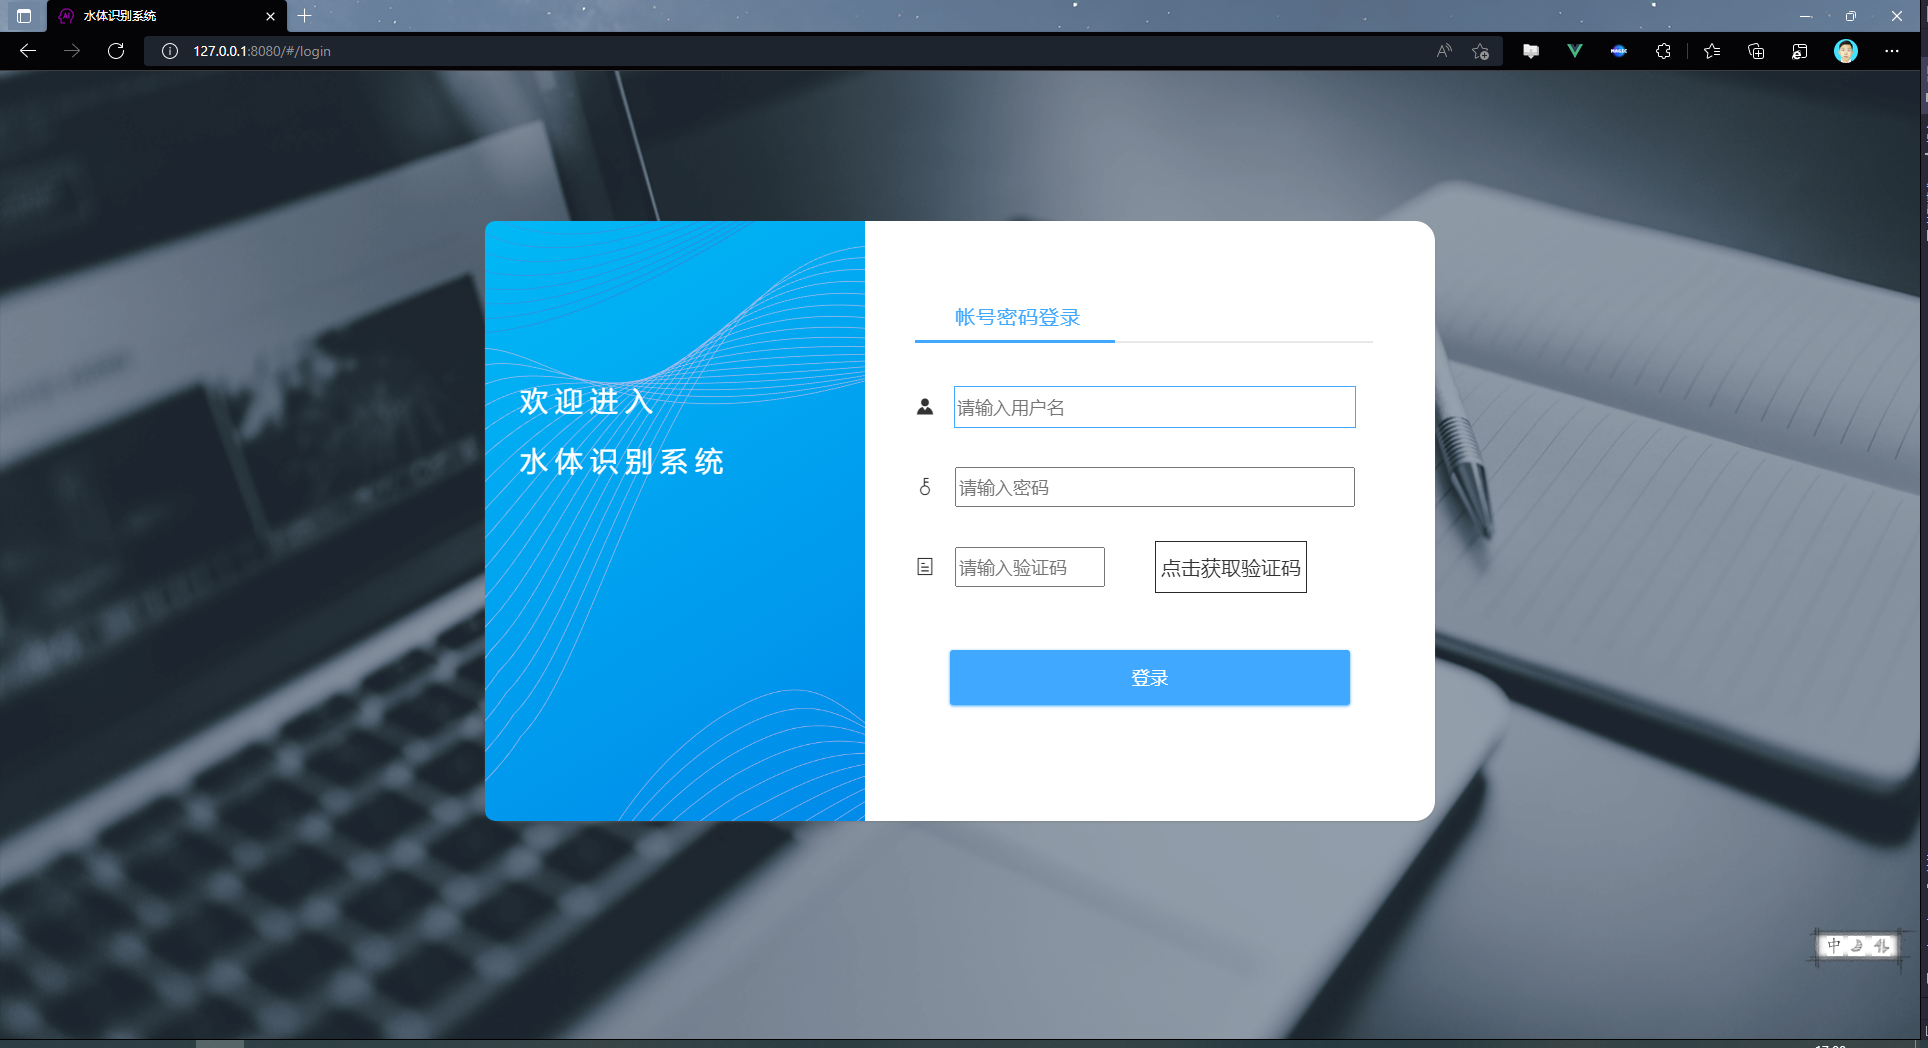 水体识别系统
127.0.0.1:8080/#/login
欢迎进入
水体识别系统
帐号密码登录
请输入用户名
请输入密码
请输入验证码
点击获取验证码
登录
中